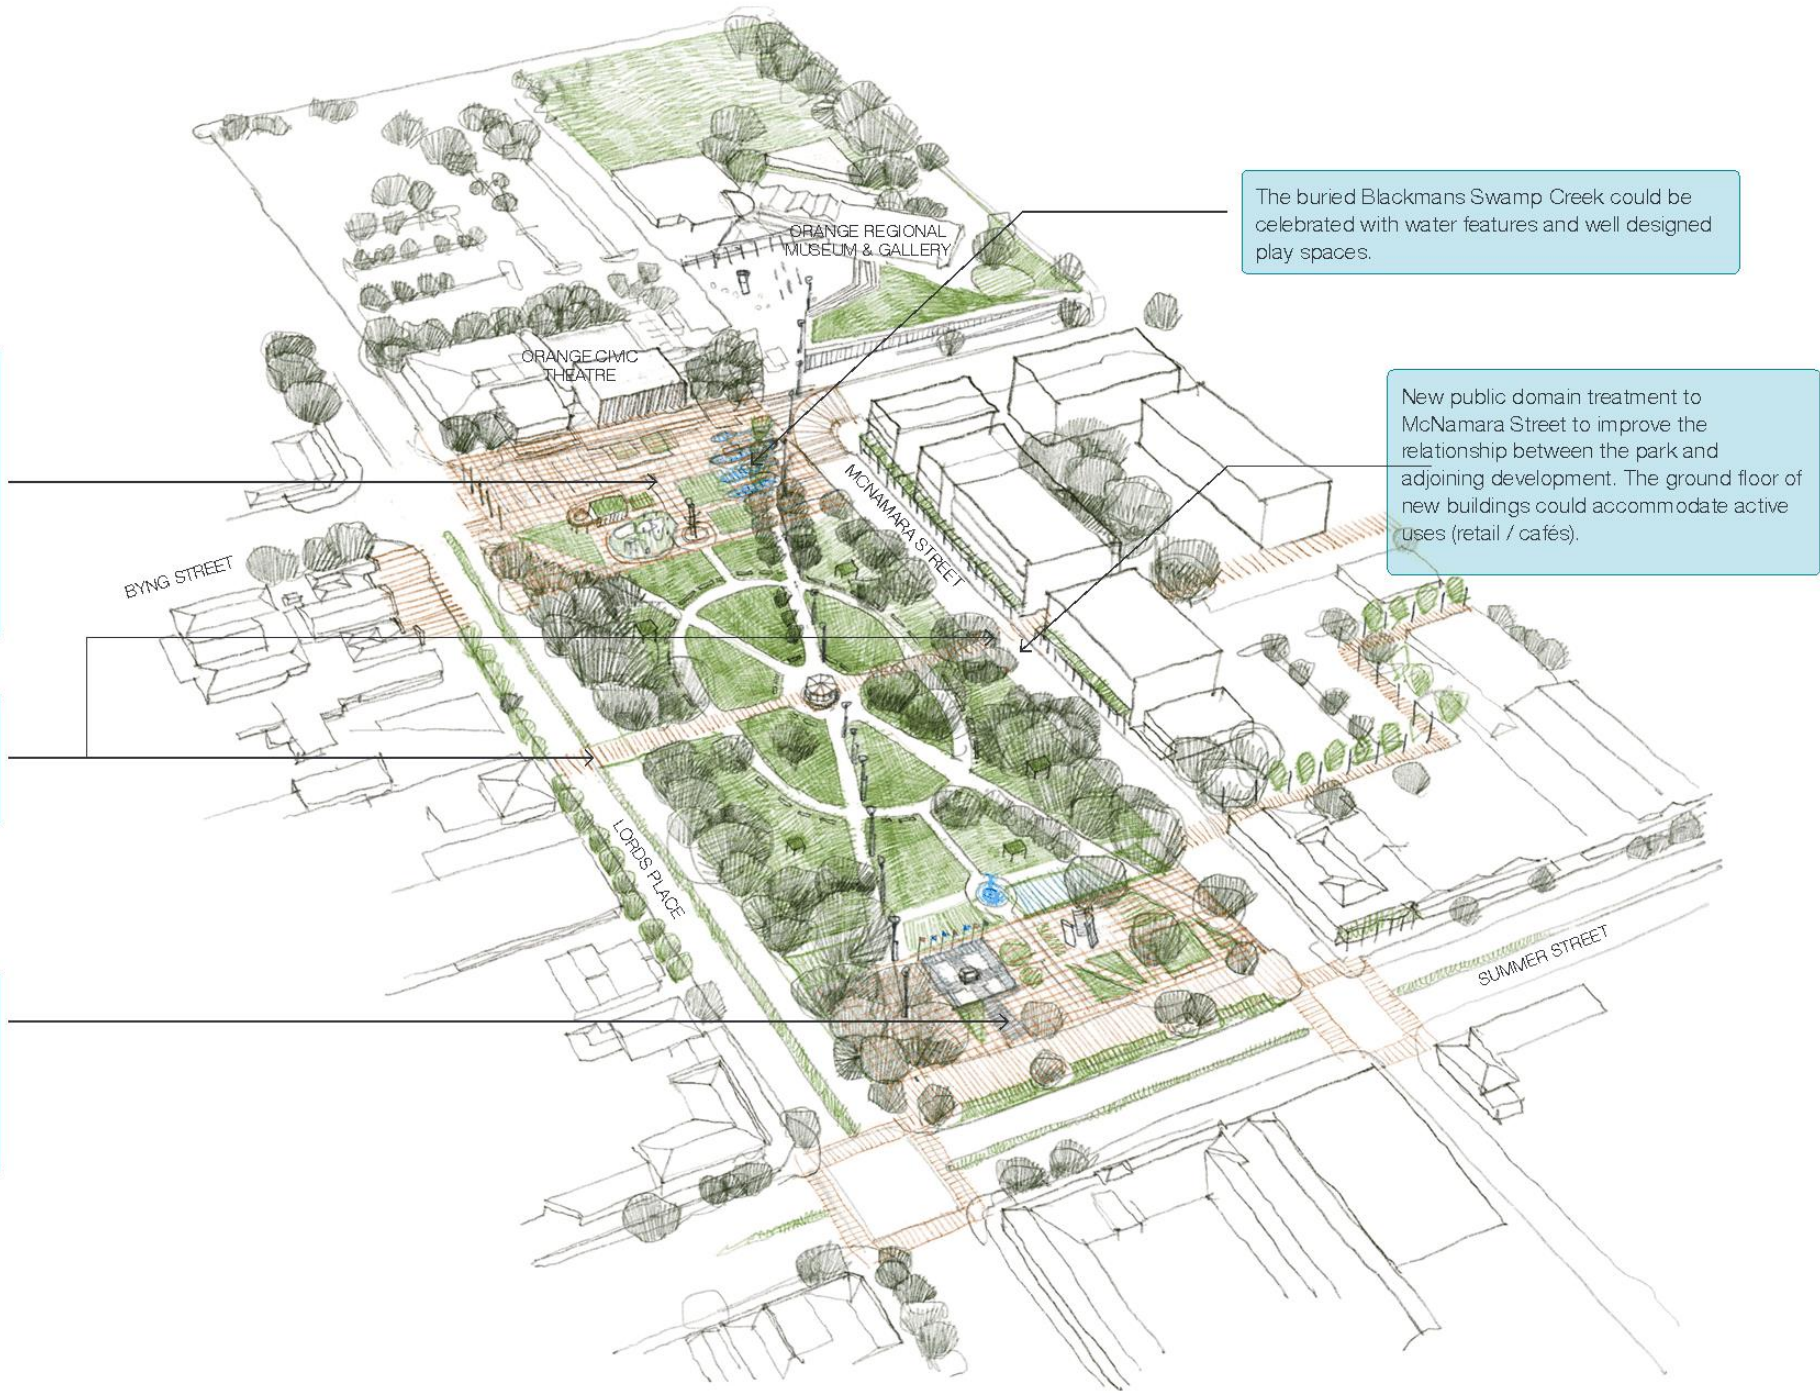 The buried Blackmans Swamp Creek could be
celebrated with water features and well designed
play spaces.
ORANGE REGIONAL
MUSEUM & GALLERY
ORANGE CIVIC
THEATRE
New public domain treatment to
McNamara Street to improve the
relationship between the park and
adjoining development. The ground floor of
new buildings could accommodate active
uses (retail / cafés).
MCNAMARA STREET
BYNG STREET
LORDS PLACE
SUMMER STREET